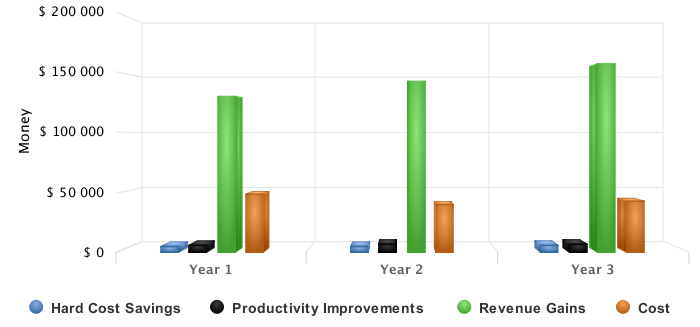 $ 200 000
$ 150 000
$ 100 000
$ 50 000
$ 0
Money
Year 1 Year 2 Year 3
Hard Cost Savings Productivity Improvements Revenue Gains Cost